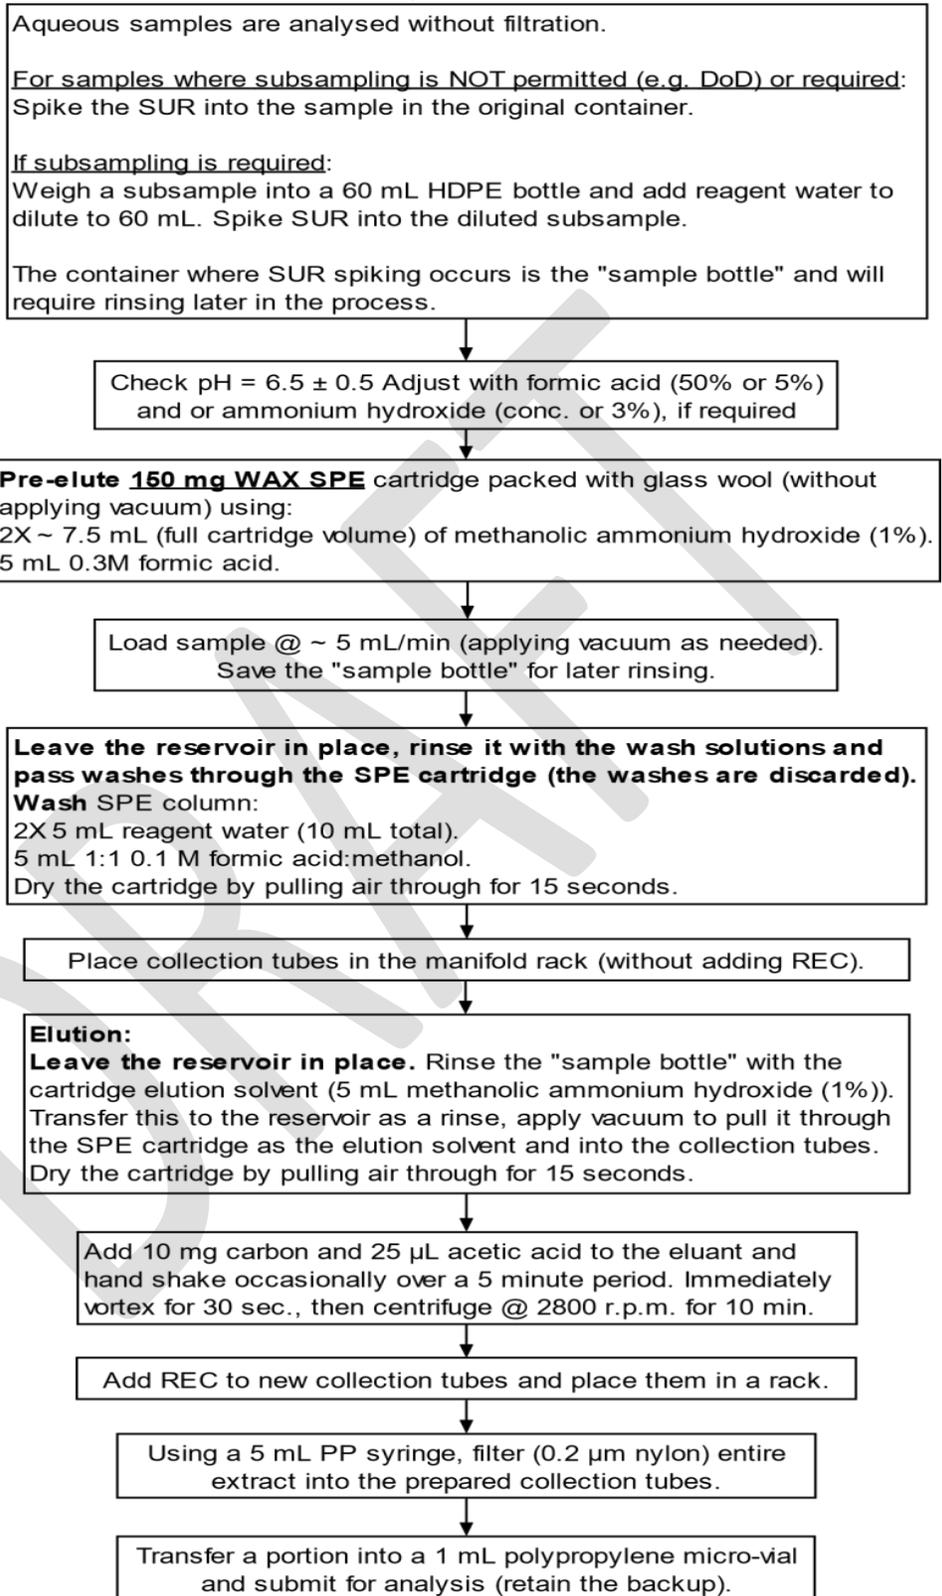 Aqueous samples are analysed without filtration.
For samples where subsampling is NOT permitted (e.g. DoD) or required:
Spike the SUR into the sample in the original container.
If subsampling is required:
Weigh a subsample into a 60 mL HDPE bottle and add reagent water to
dilute to 60 mL. Spike SUR into the diluted subsample.
The container where SUR spiking occurs is the "sample bottle" and will
require rinsing later in the process.
Check pH = 6.5 ± 0.5 Adjust with formic acid (50% or 5%)
and or ammonium hydroxide (conc. or 3%), if required
Pre-elute 150 mg WAX SPE cartridge packed with glass wool (without
applying vacuum) using:
2X ~ 7.5 mL (full cartridge volume) of methanolic ammonium hydroxide (1%).
5 mL 0.3M formic acid.
Load sample @ ~ 5 mL/min (applying vacuum as needed).
Save the "sample bottle" for later rinsing.
Leave the reservoir in place, rinse it with the wash solutions and
pass washes through the SPE cartridge (the washes are discarded).
Wash SPE column:
2X 5 mL reagent water (10 mL total).
5 mL 1:1 0.1 M formic acid:methanol.
Dry the cartridge by pulling air through for 15 seconds.
Place collection tubes in the manifold rack (without adding REC).
Elution:
Leave the reservoir in place. Rinse the "sample bottle" with the
cartridge elution solvent (5 mL methanolic ammonium hydroxide (1%)).
Transfer this to the reservoir as a rinse, apply vacuum to pull it through
the SPE cartridge as the elution solvent and into the collection tubes.
Dry the cartridge by pulling air through for 15 seconds.
Add 10 mg carbon and 25 µL acetic acid to the eluant and
hand shake occasionally over a 5 minute period. Immediately
vortex for 30 sec., then centrifuge @ 2800 r.p.m. for 10 min.
Add REC to new collection tubes and place them in a rack.
Using a 5 mL PP syringe, filter (0.2 µm nylon) entire
extract into the prepared collection tubes.
Transfer a portion into a 1 mL polypropylene micro-vial
and submit for analysis (retain the backup).
DRAFT